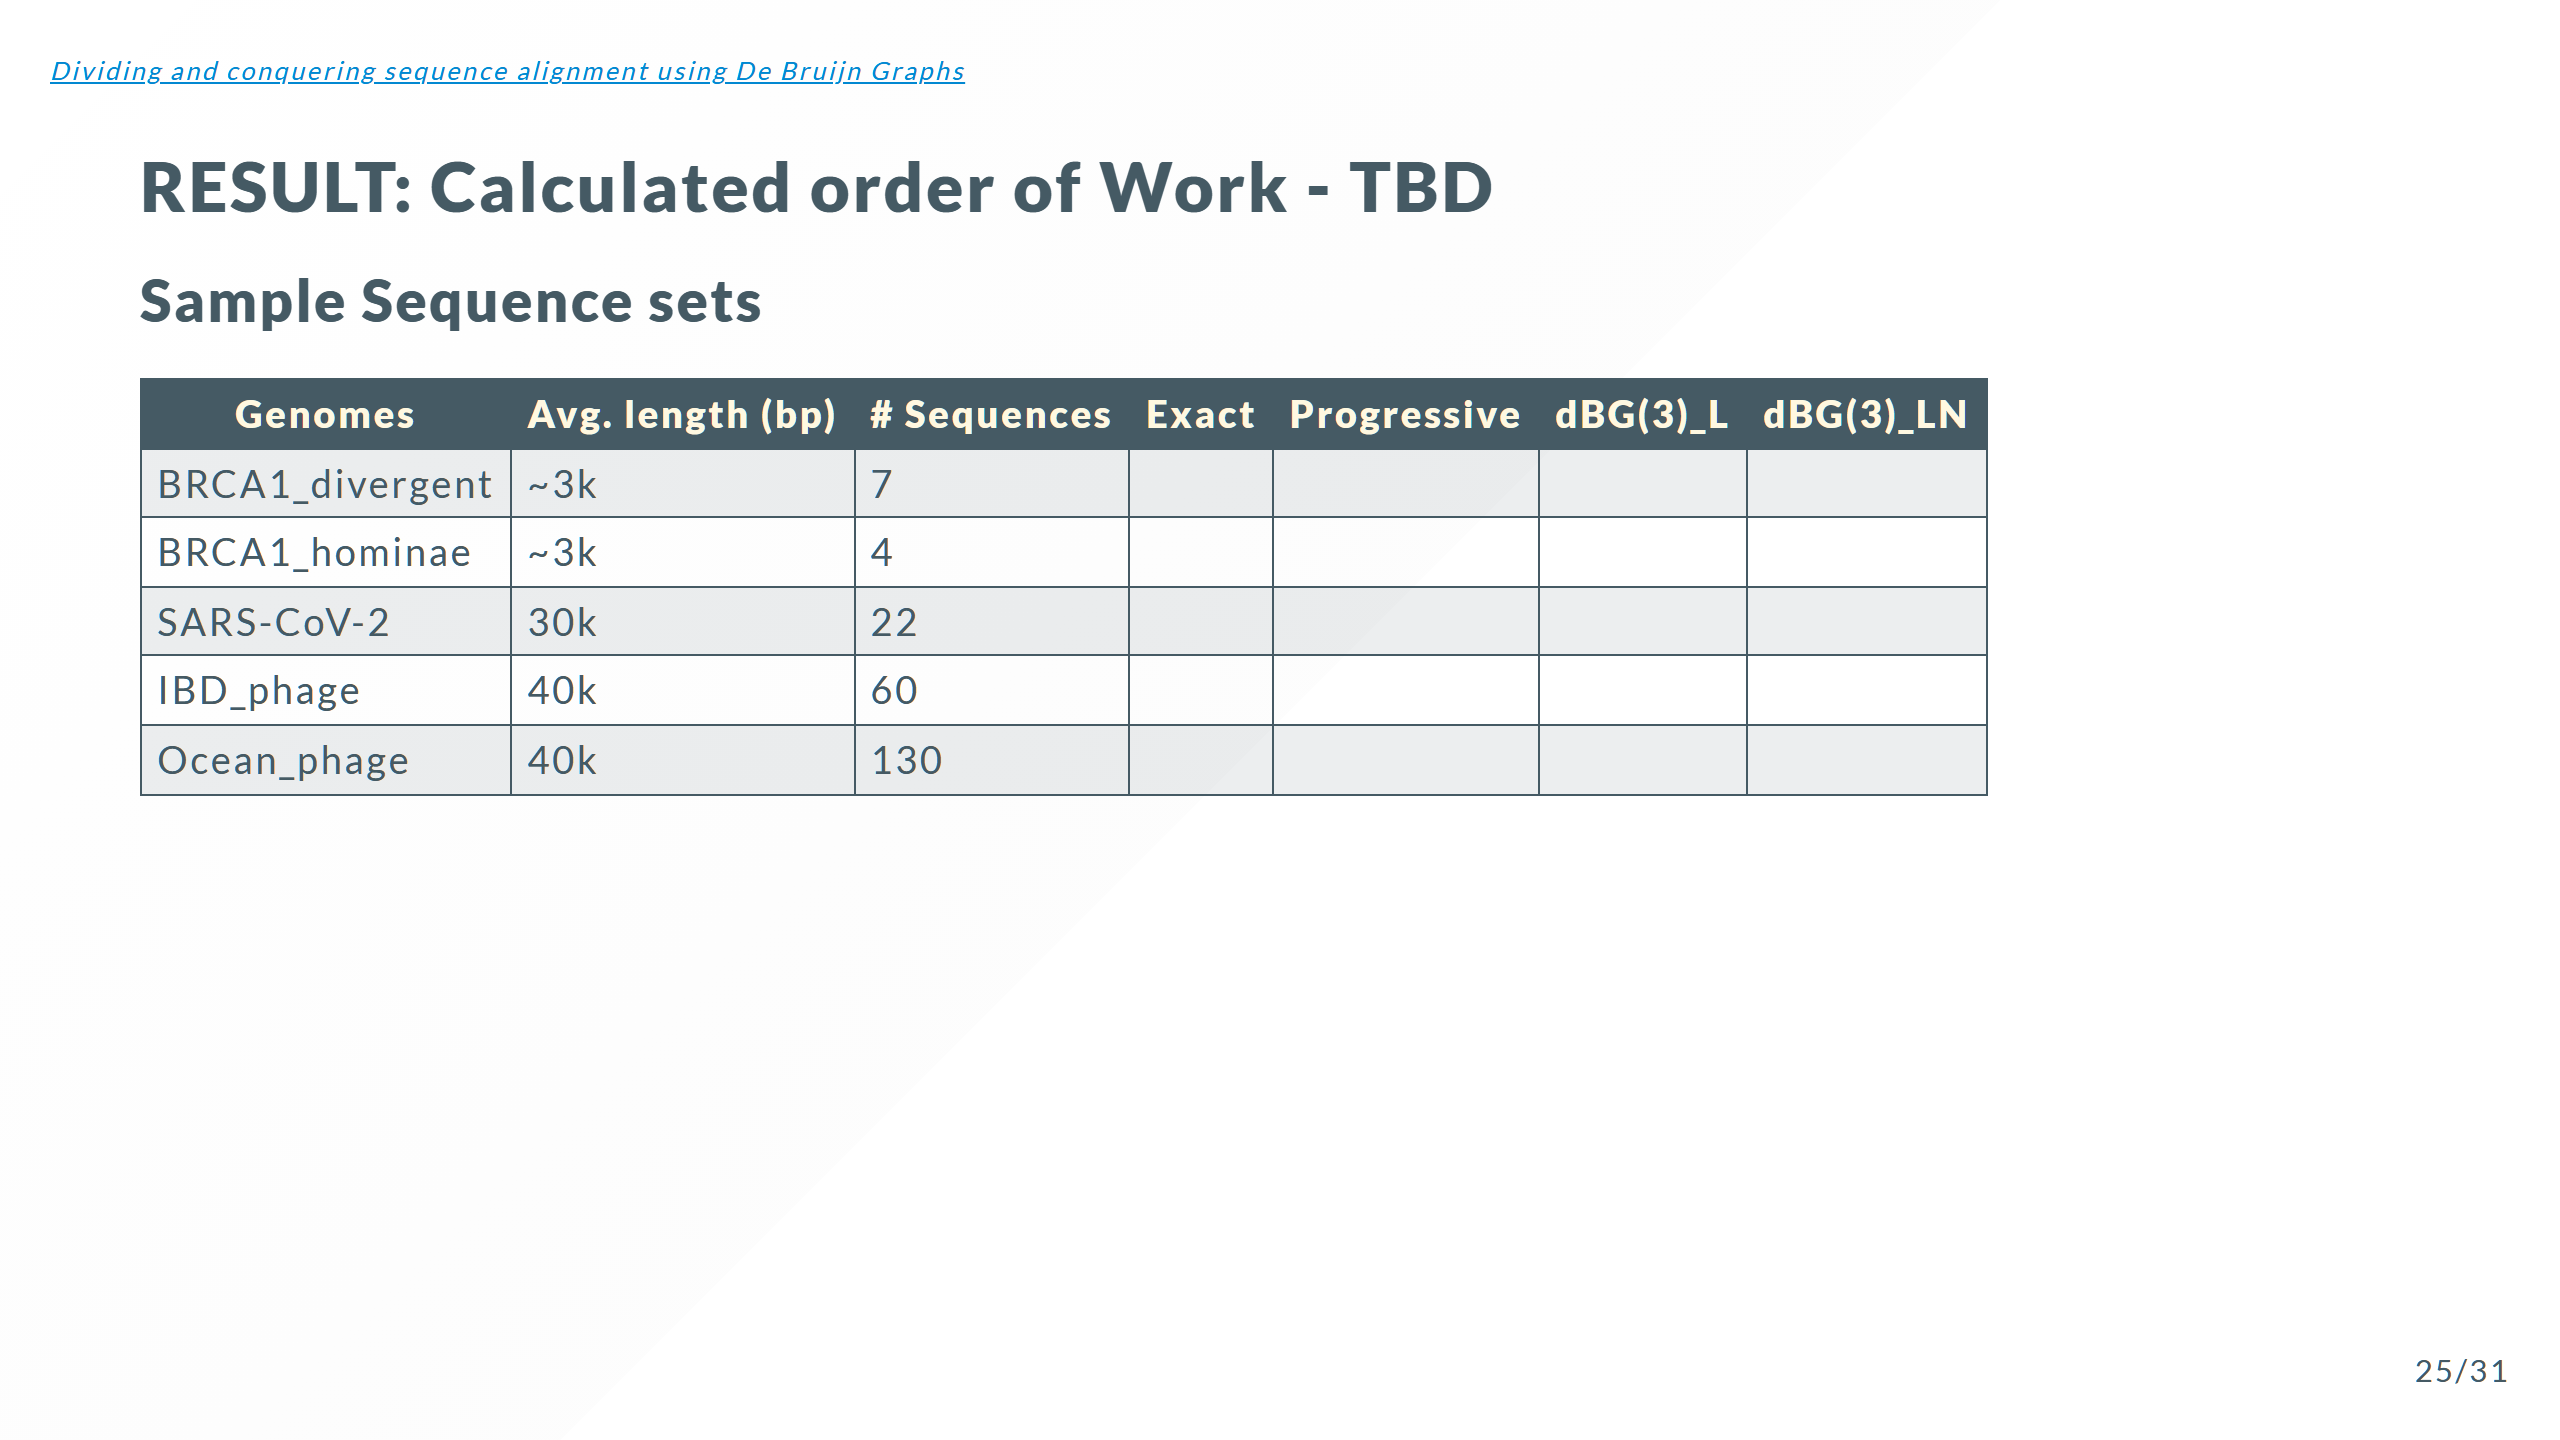 Dividing and conquering sequence alignment using De Bruijn Graphs
RESULT: Calculated order of Work - TBD
Sample Sequence sets
Genomes Avg. length (bp) # Sequences Exact Progressive dBG(3)_L dBG(3)_LN
BRCA1_divergent ~3k 7
BRCA1_hominae ~3k 4
SARS-CoV-2 30k 22
IBD_phage 40k 60
Ocean_phage 40k 130
25/31